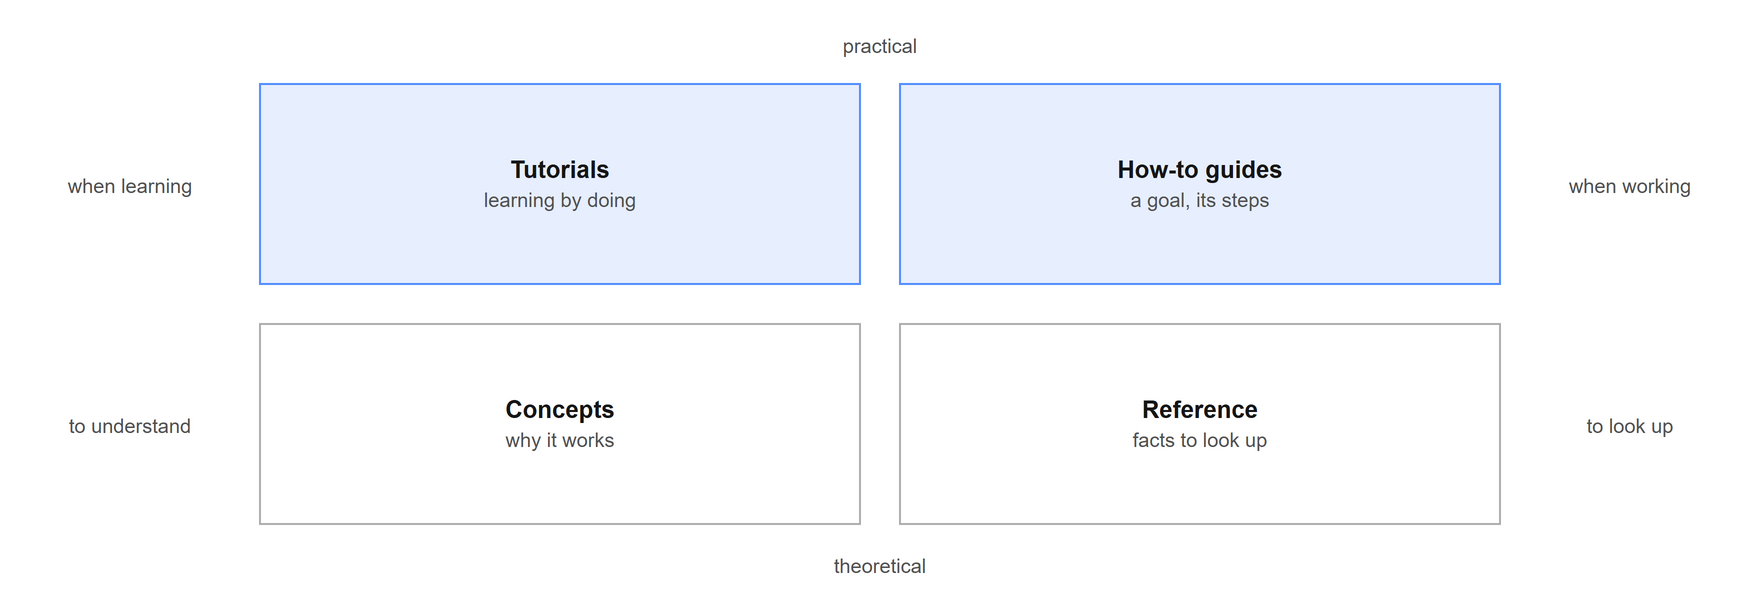 practical
when learning
Tutorials
learning by doing
How-to guides
a goal, its steps
when working
to understand
Concepts
why it works
Reference
facts to look up
to look up
theoretical